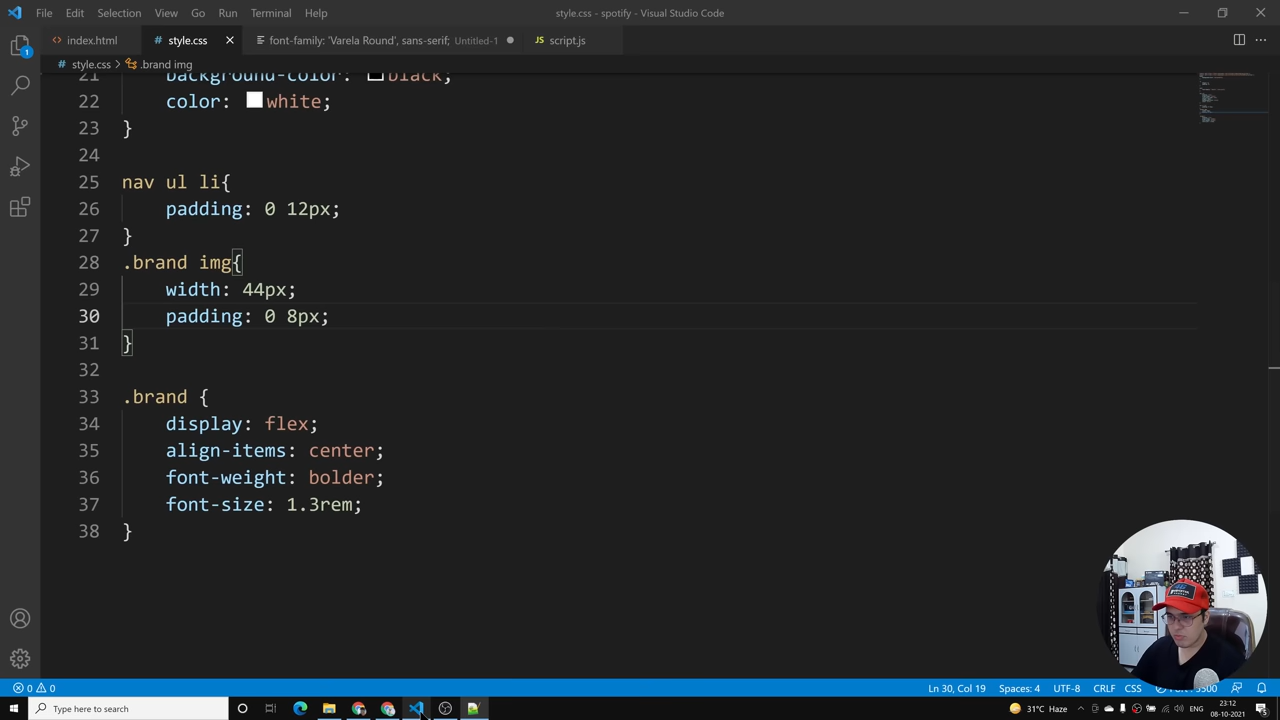 File Edit Selection View Go Run Terminal Help style.css - spotify - Visual Studio Code
index.html style.css font-family: 'Varela Round', sans-serif; Untitled-1 script.js
style.css > .brand img
21 background-color: black;
22 color: white;
23 }
24
25 nav ul li{
26 padding: 0 12px;
27 }
28 .brand img{
29 width: 44px;
30 padding: 0 8px;
31 }
32
33 .brand {
34 display: flex;
35 align-items: center;
36 font-weight: bolder;
37 font-size: 1.3rem;
38 }
1
0 0 Ln 30, Col 19 Spaces: 4 UTF-8 CRLF CSS
Type here to search 31°C Haze ENG 23:12
08-10-2021